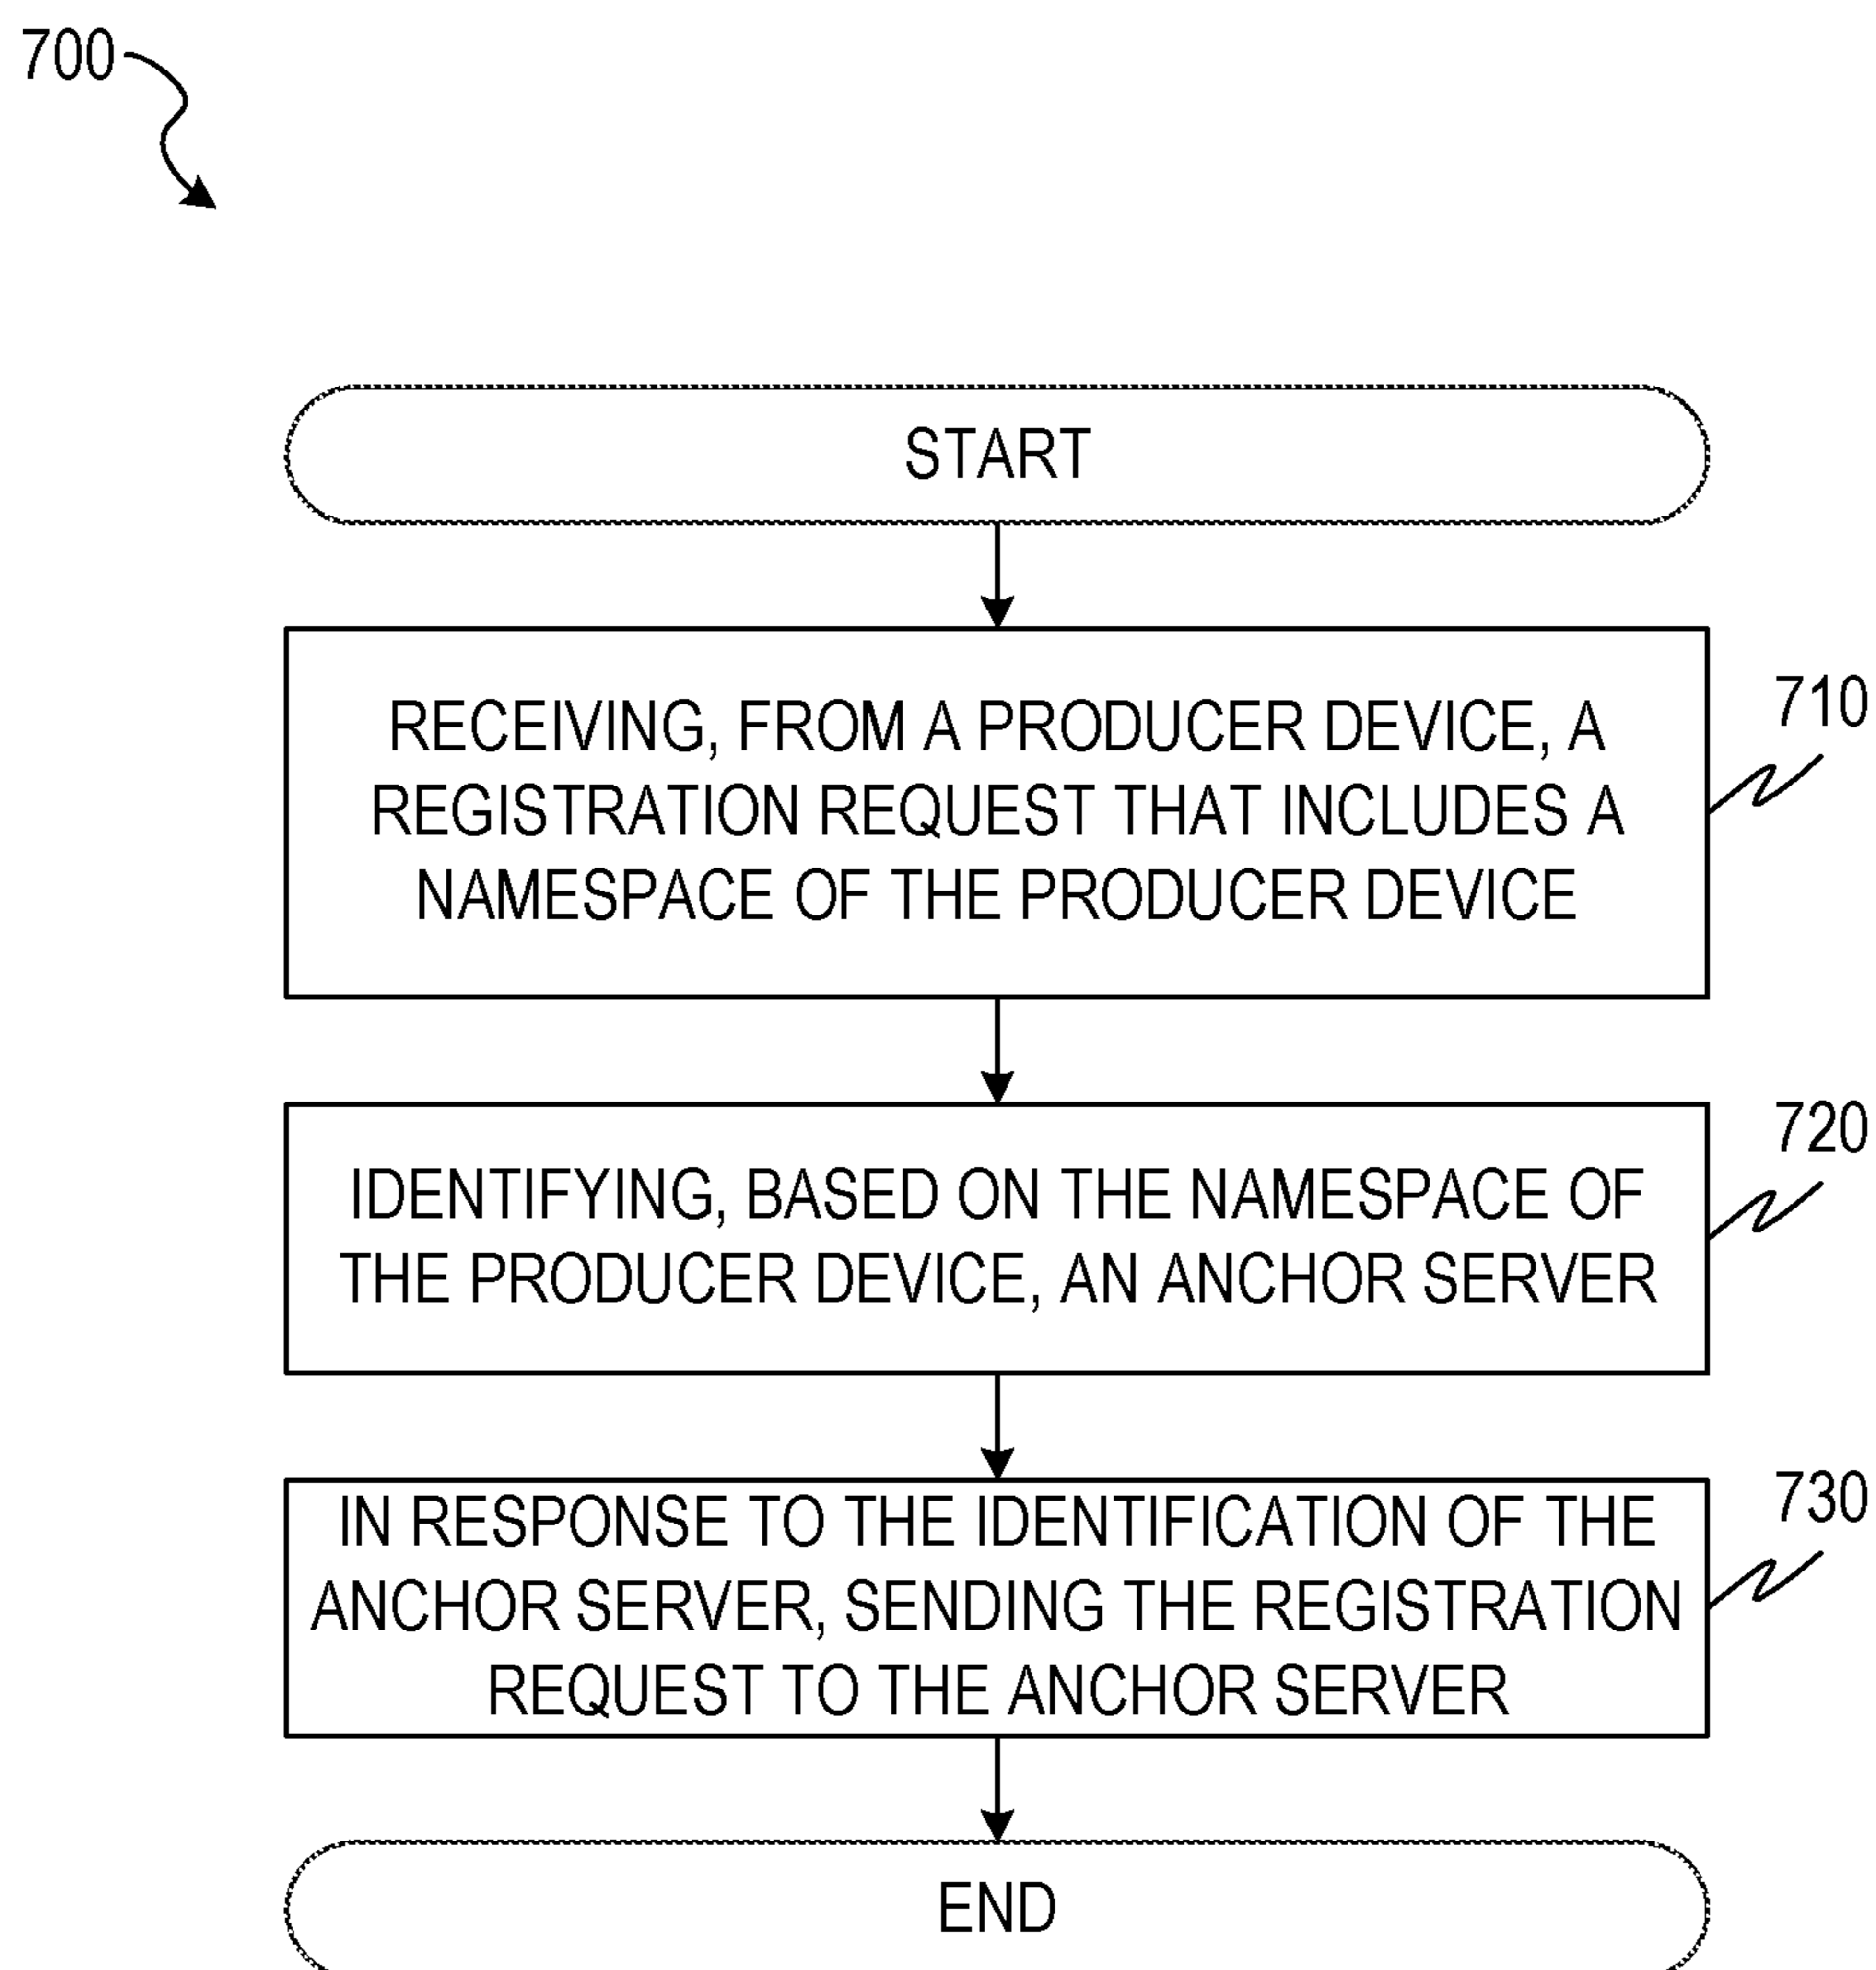 700
START
RECEIVING, FROM A PRODUCER DEVICE, A
REGISTRATION REQUEST THAT INCLUDES A
NAMESPACE OF THE PRODUCER DEVICE
710
IDENTIFYING, BASED ON THE NAMESPACE OF
THE PRODUCER DEVICE, AN ANCHOR SERVER
720
IN RESPONSE TO THE IDENTIFICATION OF THE
ANCHOR SERVER, SENDING THE REGISTRATION
REQUEST TO THE ANCHOR SERVER
730
END